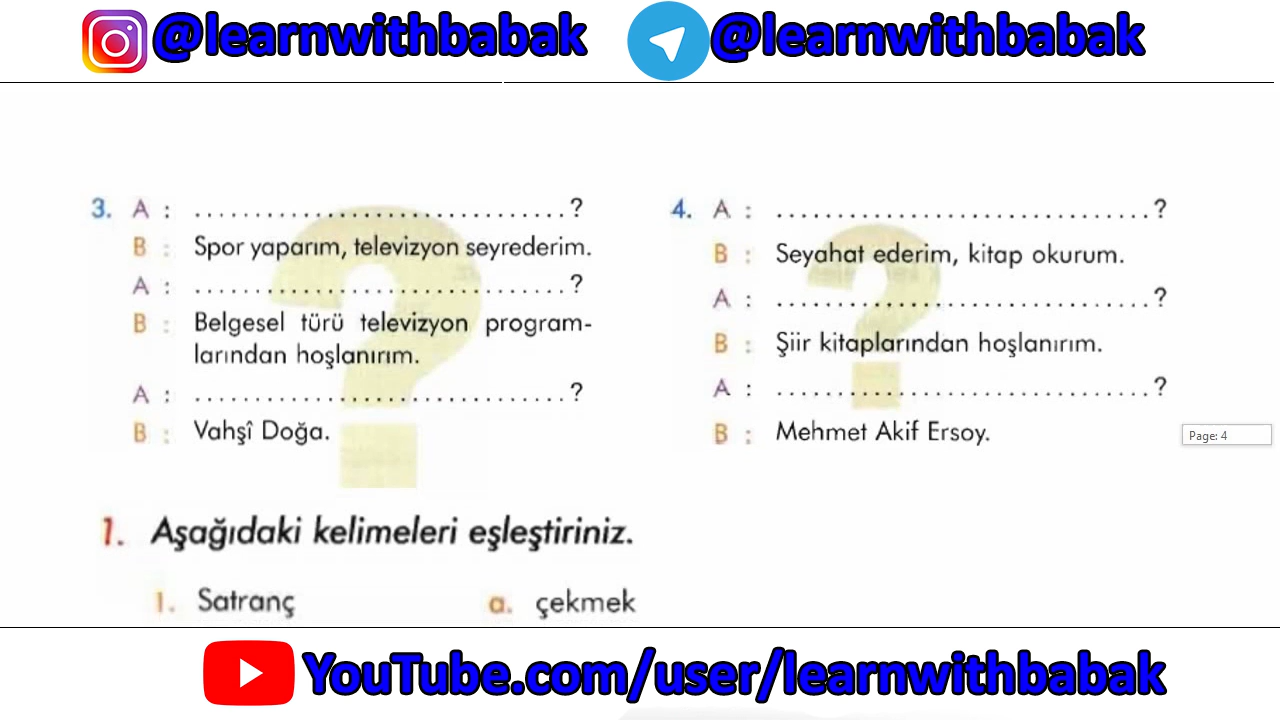 @learnwithbabak @learnwithbabak
3. A : ...............................?
B : Spor yaparım, televizyon seyrederim.
A : ...............................?
B : Belgesel türü televizyon program-
larından hoşlanırım.
A : ...............................?
B : Vahşî Doğa.
4. A : ...............................?
B : Seyahat ederim, kitap okurum.
A : ...............................?
B : Şiir kitaplarından hoşlanırım.
A : ...............................?
B : Mehmet Akif Ersoy.
Page: 4
1. Aşağıdaki kelimeleri eşleştiriniz.
1. Satranç a. çekmek
YouTube.com/user/learnwithbabak